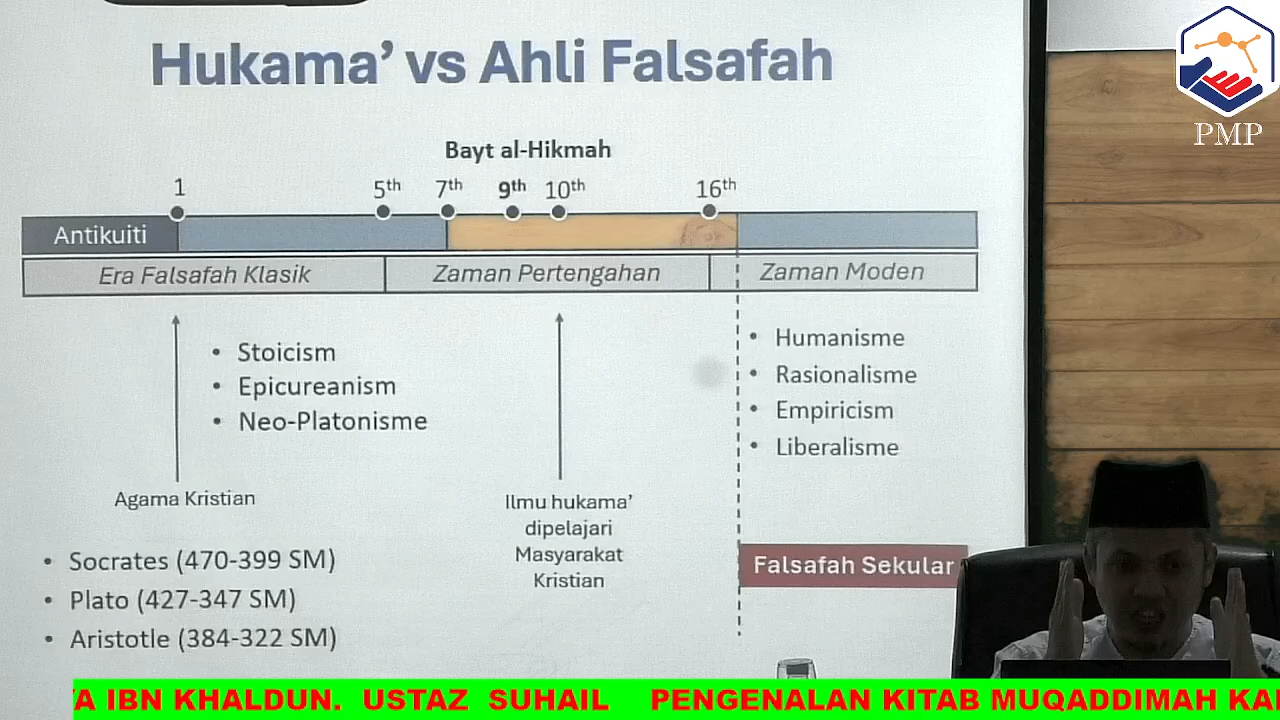 Hukama’ vs Ahli Falsafah
PMP
Bayt al-Hikmah
1 5th 7th 9th 10th 16th
Antikuiti
Era Falsafah Klasik Zaman Pertengahan Zaman Moden
• Stoicism
• Epicureanism
• Neo-Platonisme
• Humanisme
• Rasionalisme
• Empiricism
• Liberalisme
Agama Kristian
Ilmu hukama’
dipelajari
Masyarakat
Kristian
• Socrates (470-399 SM)
• Plato (427-347 SM)
• Aristotle (384-322 SM)
Falsafah Sekular
IBN KHALDUN. USTAZ SUHAIL PENGENALAN KITAB MUQADDIMAH